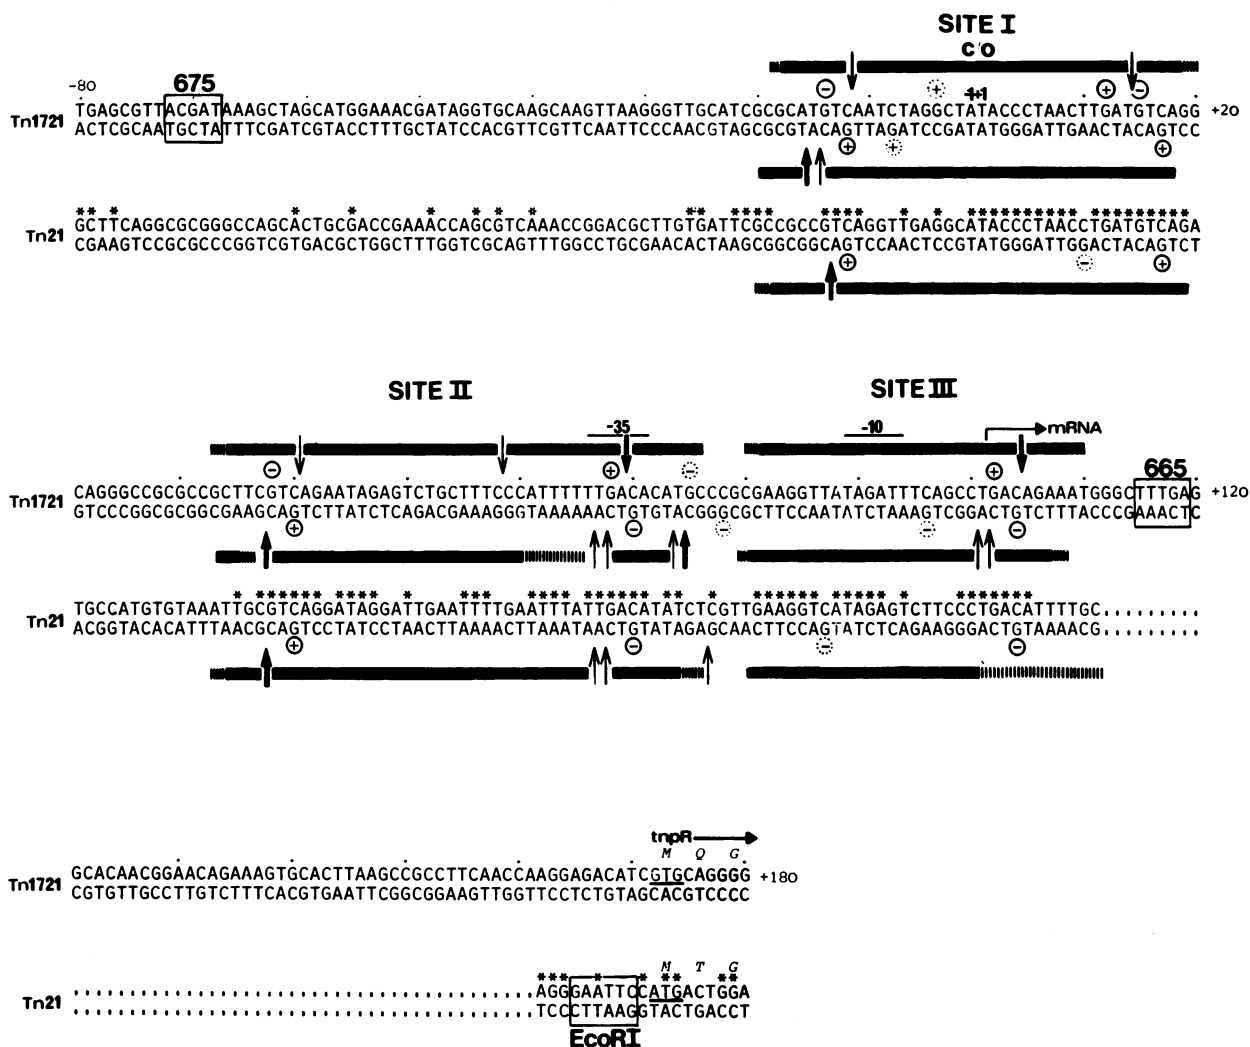 SITE I
c'o
-80
675
-1+1
Tn1721
TGAGCGTTACGATAAAGCTAGCATGGAAACGATAGGTGCAAGCAAGTTAAGGGTTGCATCGCGCATGTCAATCTAGGCTATACCCTAACTTGATGTCAGG +20
ACTCGCAATGCTATTTCGATCGTACCTTTGCTATCCACGTTCGTTCAATTCCCAACGTAGCGCGTACAGTTAGATCCGATATGGGATTGAACTACAGTCC
Tn21
GCTTCAGGCGCGGGCCAGCACTGCGACCGAAACCAGCGTCAAACCGGACGCTTGTGATTCGCCGCCGTCAGGTTGAGGCATACCCTAACCTGATGTCAGA
CGAAGTCCGCGCCCGGTCGTGACGCTGGCTTTGGTCGCAGTTTGGCCTGCGAACACTAAGCGGCGGCAGTCCAACTCCGTATGGGATTGGACTACAGTCT
SITE II
SITE III
-35
-10
mRNA
665
Tn1721
CAGGGCCGCGCCGCTTCGTCAGAATAGAGTCTGCTTTCCCATTTTTTGACACATGCCCGCGAAGGTTATAGATTTCAGCCTGACAGAAATGGGCTTTGAG +120
GTCCCGGCGCGGCGAAGCAGTCTTATCTCAGACGAAAGGGTAAAAAACTGTGTACGGGCGCTTCCAATATCTAAAGTCGGACTGTCTTTACCCGAAACTC
Tn21
TGCCATGTGTAAATTGCGTCAGGATAGGATTGAATTTTGAATTTATTGACATATCTCGTTGAAGGTCATAGAGTCTTCCCTGACATTTTGC.........
ACGGTACACATTTAACGCAGTCCTATCCTAACTTAAAACTTAAATAACTGTATAGAGCAACTTCCAGTATCTCAGAAGGGACTGTAAAACG.........
tnpR
M Q G
Tn1721
GCACAACGGAACAGAAAGTGCACTTAAGCCGCCTTCAACCAAGGAGACATCGTGCAGGGG +180
CGTGTTGCCTTGTCTTTCACGTGAATTCGGCGGAAGTTGGTTCCTCTGTAGCACGTCCCC
M T G
Tn21
.........................................AGGGAATTCCATGACTGGA
.........................................TCCCTTAAGGTACTGACCT
EcoRI